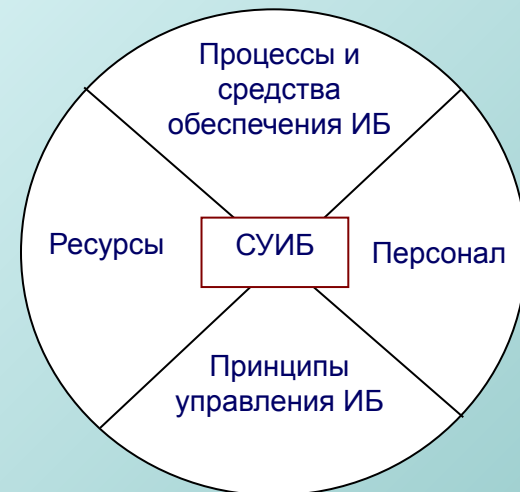 Процессы и
средства
обеспечения ИБ
Ресурсы
СУИБ
Персонал
Принципы
управления ИБ